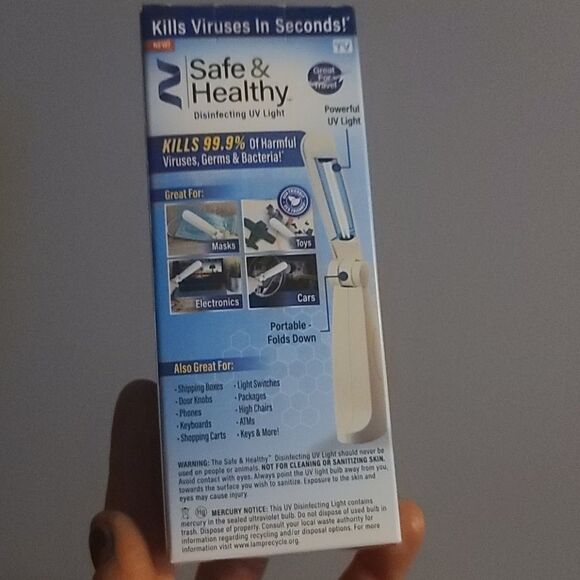 Kills Viruses In Seconds!*
NEW!
TV
Safe &
Healthy™
Disinfecting UV Light
Great
For
Travel
Powerful
UV Light
KILLS 99.9% Of Harmful
Viruses, Germs & Bacteria!*
Great For:
Masks
Toys
Electronics
Cars
Portable -
Folds Down
Also Great For:
• Shipping Boxes
• Door Knobs
• Phones
• Keyboards
• Shopping Carts
• Light Switches
• Packages
• High Chairs
• ATMs
• Keys & More!
WARNING: The Safe & Healthy™ Disinfecting UV Light should never be
used on people or animals. NOT FOR CLEANING OR SANITIZING SKIN.
Avoid contact with eyes. Always point the UV light bulb away from you,
towards the surface you wish to sanitize. Exposure to the skin and
eyes may cause injury.
Hg MERCURY NOTICE: This UV Disinfecting Light contains
mercury in the sealed ultraviolet bulb. Do not dispose of used bulb in
trash. Dispose of properly. Consult your local waste authority for
information regarding recycling and/or disposal options. For more
information visit www.lamprecycle.org.